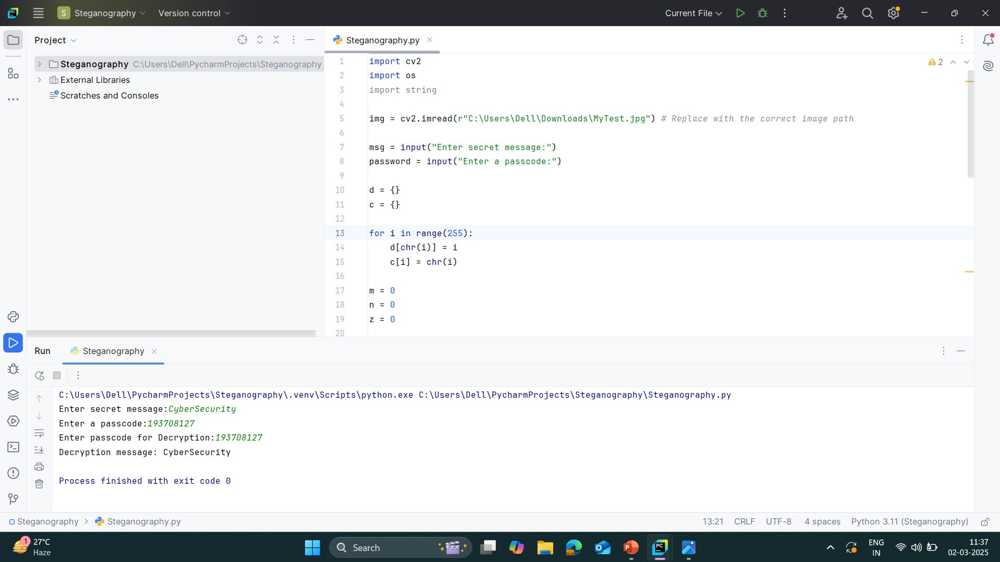 S Steganography Version control Current File
Project
Steganography C:\Users\Dell\PycharmProjects\Steganography
External Libraries
Scratches and Consoles
Steganography.py
2
1 import cv2
2 import os
3 import string
4
5 img = cv2.imread(r"C:\Users\Dell\Downloads\MyTest.jpg") # Replace with the correct image path
6
7 msg = input("Enter secret message:")
8 password = input("Enter a passcode:")
9
10 d = {}
11 c = {}
12
13 for i in range(255):
14 d[chr(i)] = i
15 c[i] = chr(i)
16
17 m = 0
18 n = 0
19 z = 0
20
Run Steganography
C:\Users\Dell\PycharmProjects\Steganography\.venv\Scripts\python.exe C:\Users\Dell\PycharmProjects\Steganography\Steganography.py
Enter secret message:CyberSecurity
Enter a passcode:193708127
Enter passcode for Decryption:193708127
Decryption message: CyberSecurity
Process finished with exit code 0
Steganography > Steganography.py 13:21 CRLF UTF-8 4 spaces Python 3.11 (Steganography)
1 27°C
Haze
Search
ENG
IN
11:37
02-03-2025